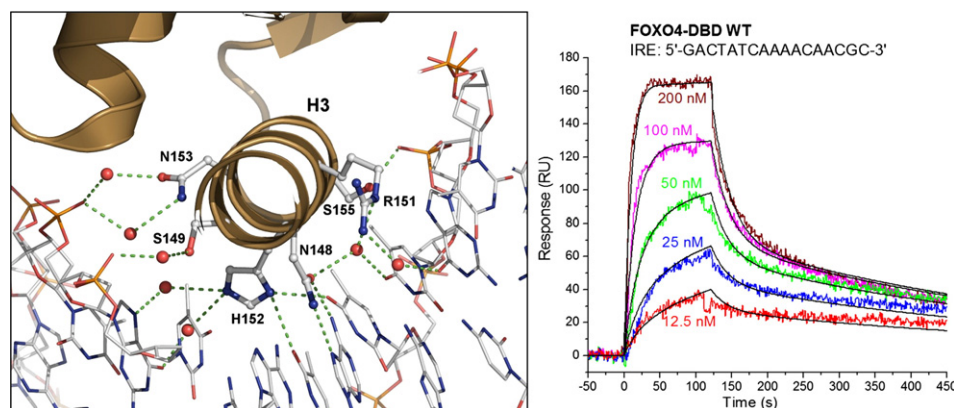 H3
N153
S155
R151
S149
N148
H152
FOXO4-DBD WT
IRE: 5'-GACTATCAAAACAACGC-3'
Response (RU)
180
160
140
120
100
80
60
40
20
0
200 nM
100 nM
50 nM
25 nM
12.5 nM
-50 0 50 100 150 200 250 300 350 400 450
Time (s)